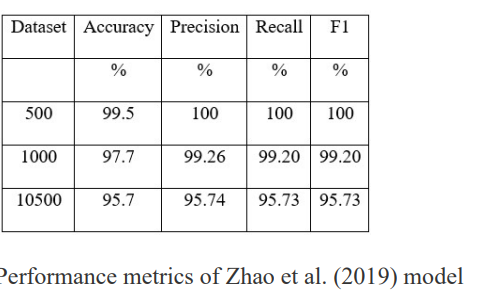 Dataset Accuracy Precision Recall F1
% % % %
500 99.5 100 100 100
1000 97.7 99.26 99.20 99.20
10500 95.7 95.74 95.73 95.73
Performance metrics of Zhao et al. (2019) model